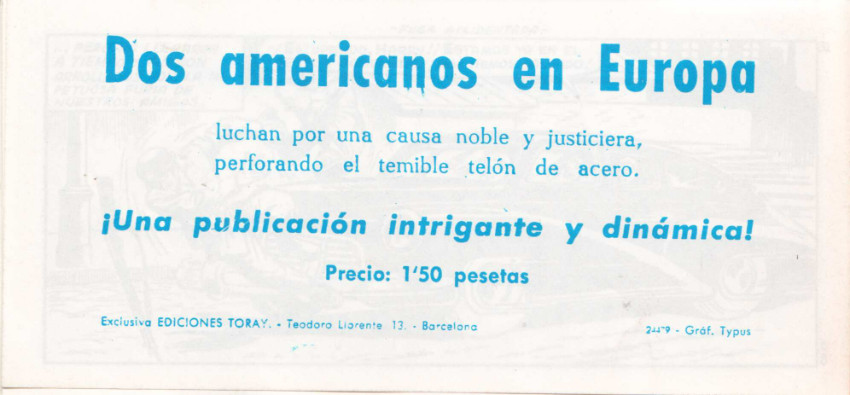 Dos americanos en Europa
luchan por una causa noble y justiciera,
perforando el temible telón de acero.
¡Una publicación intrigante y dinámica!
Precio: 1'50 pesetas
Exclusiva EDICIONES TORAY. - Teodoro Llorente 13. - Barcelona
- Gráf. Typus